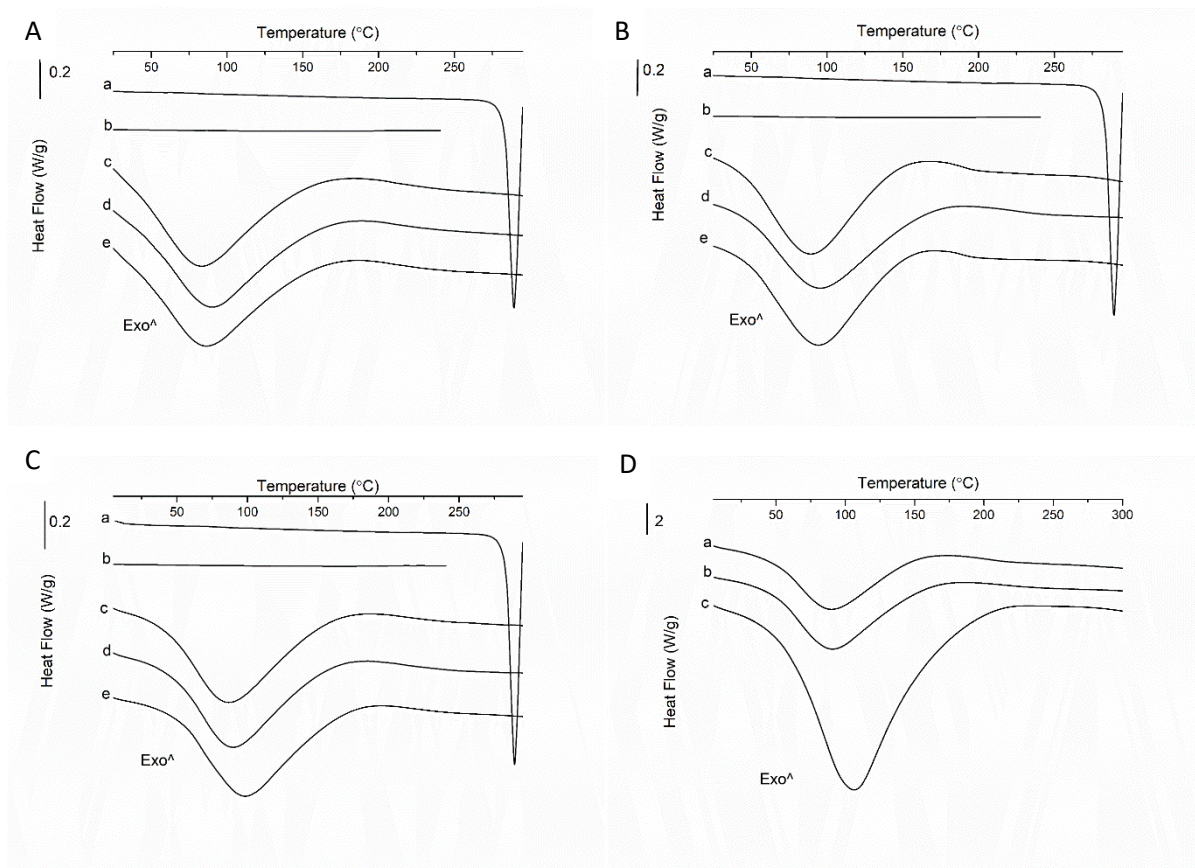 A
Temperature (°C)
50 100 150 200 250
0.2
a
b
c
d
e
Heat Flow (W/g)
Exo^
B
Temperature (°C)
50 100 150 200 250
0.2
a
b
c
d
e
Heat Flow (W/g)
Exo^
C
Temperature (°C)
50 100 150 200 250
0.2
a
b
c
d
e
Heat Flow (W/g)
Exo^
D
Temperature (°C)
50 100 150 200 250 300
2
a
b
c
Heat Flow (W/g)
Exo^